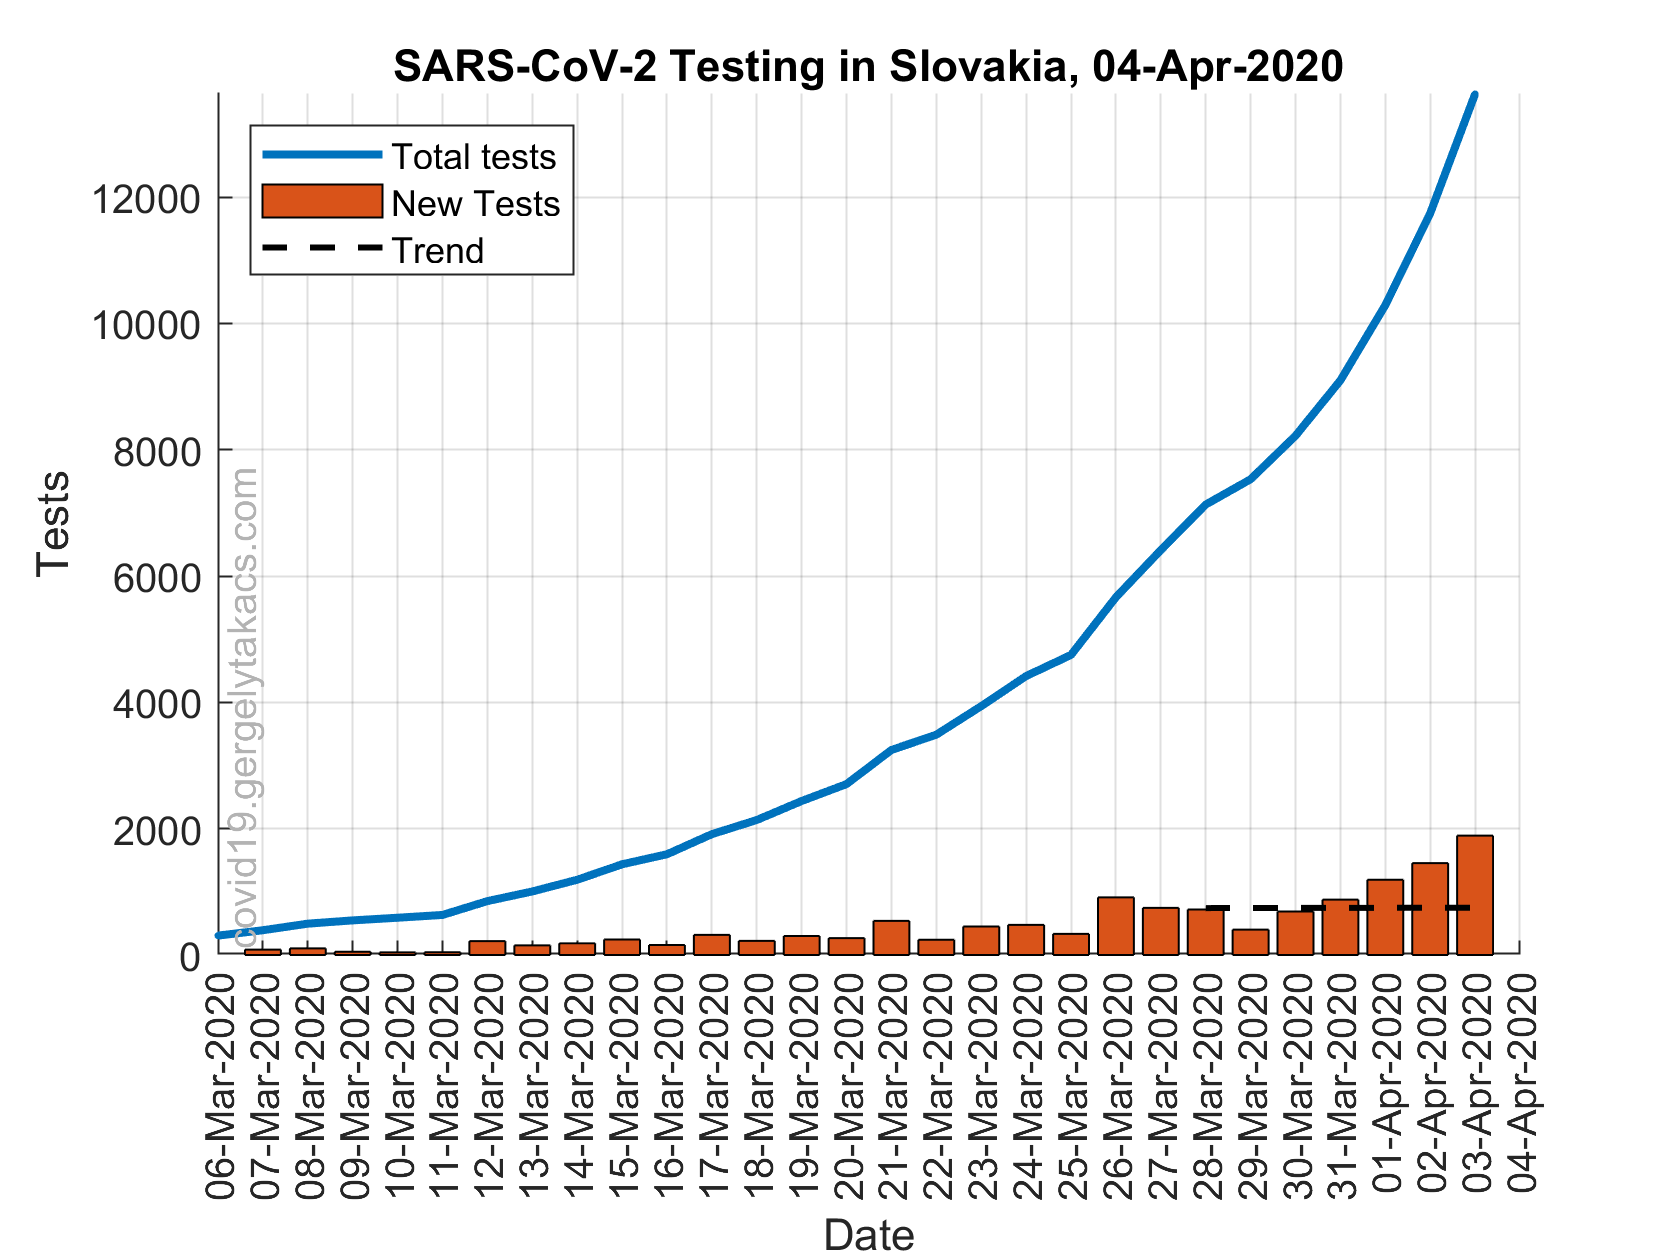 SARS-CoV-2 Testing in Slovakia, 04-Apr-2020
Total tests
New Tests
Trend
12000
10000
8000
6000
4000
2000
0
Tests
covid19.gergelytakacs.com
06-Mar-2020
07-Mar-2020
08-Mar-2020
09-Mar-2020
10-Mar-2020
11-Mar-2020
12-Mar-2020
13-Mar-2020
14-Mar-2020
15-Mar-2020
16-Mar-2020
17-Mar-2020
18-Mar-2020
19-Mar-2020
20-Mar-2020
21-Mar-2020
22-Mar-2020
23-Mar-2020
24-Mar-2020
25-Mar-2020
26-Mar-2020
27-Mar-2020
28-Mar-2020
29-Mar-2020
30-Mar-2020
31-Mar-2020
01-Apr-2020
02-Apr-2020
03-Apr-2020
04-Apr-2020
Date